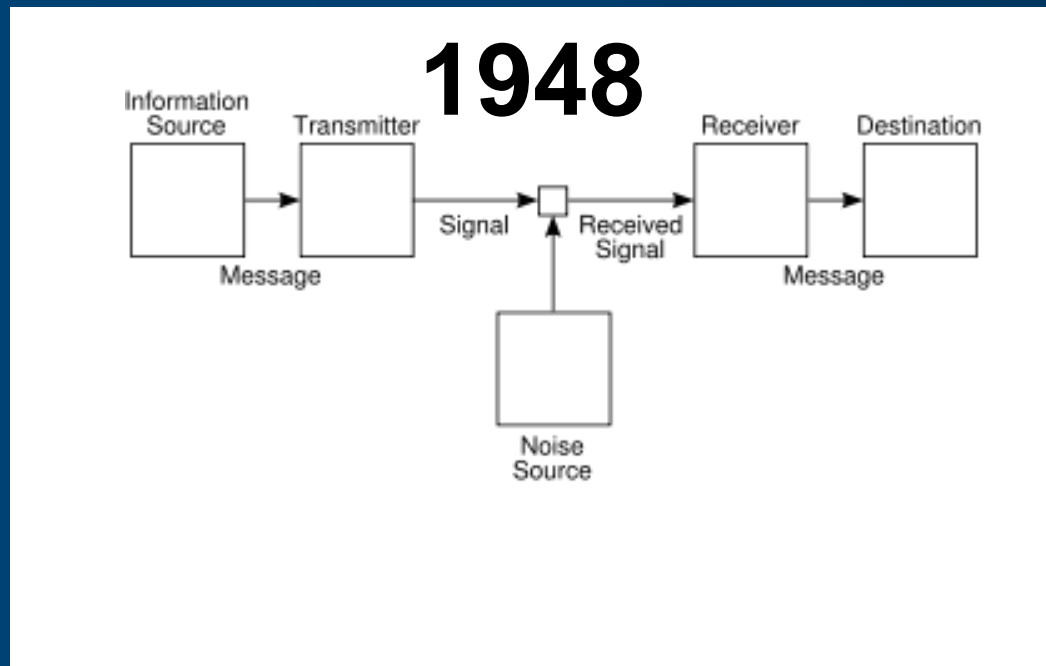 1948
Information
Source
Transmitter
Receiver
Destination
Signal
Received
Signal
Message
Message
Noise
Source